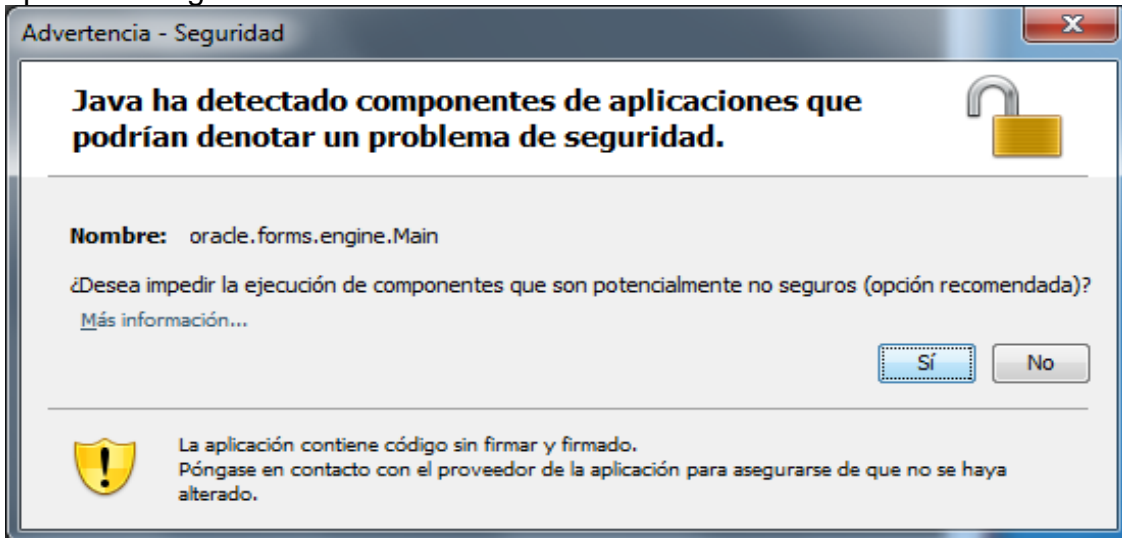 Advertencia - Seguridad
Java ha detectado componentes de aplicaciones que
podrían denotar un problema de seguridad.
Nombre: oracle.forms.engine.Main
¿Desea impedir la ejecución de componentes que son potencialmente no seguros (opción recomendada)?
Más información...
Sí No
La aplicación contiene código sin firmar y firmado.
Póngase en contacto con el proveedor de la aplicación para asegurarse de que no se haya
alterado.